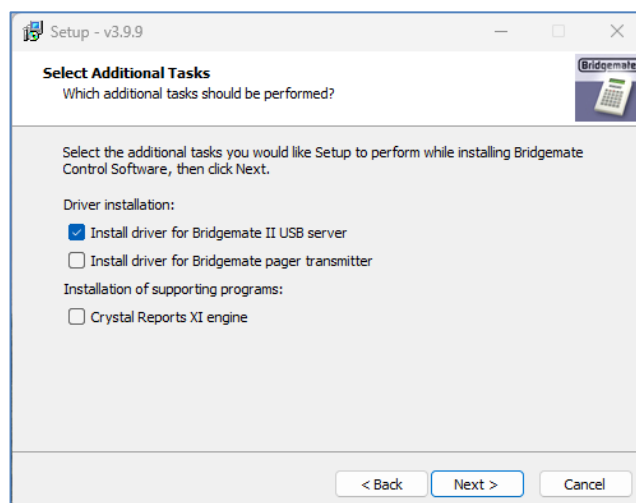 Setup - v3.9.9
Select Additional Tasks
Which additional tasks should be performed?
Bridgemate
Select the additional tasks you would like Setup to perform while installing Bridgemate
Control Software, then click Next.
Driver installation:
Install driver for Bridgemate II USB server
Install driver for Bridgemate pager transmitter
Installation of supporting programs:
Crystal Reports XI engine
< Back
Next >
Cancel